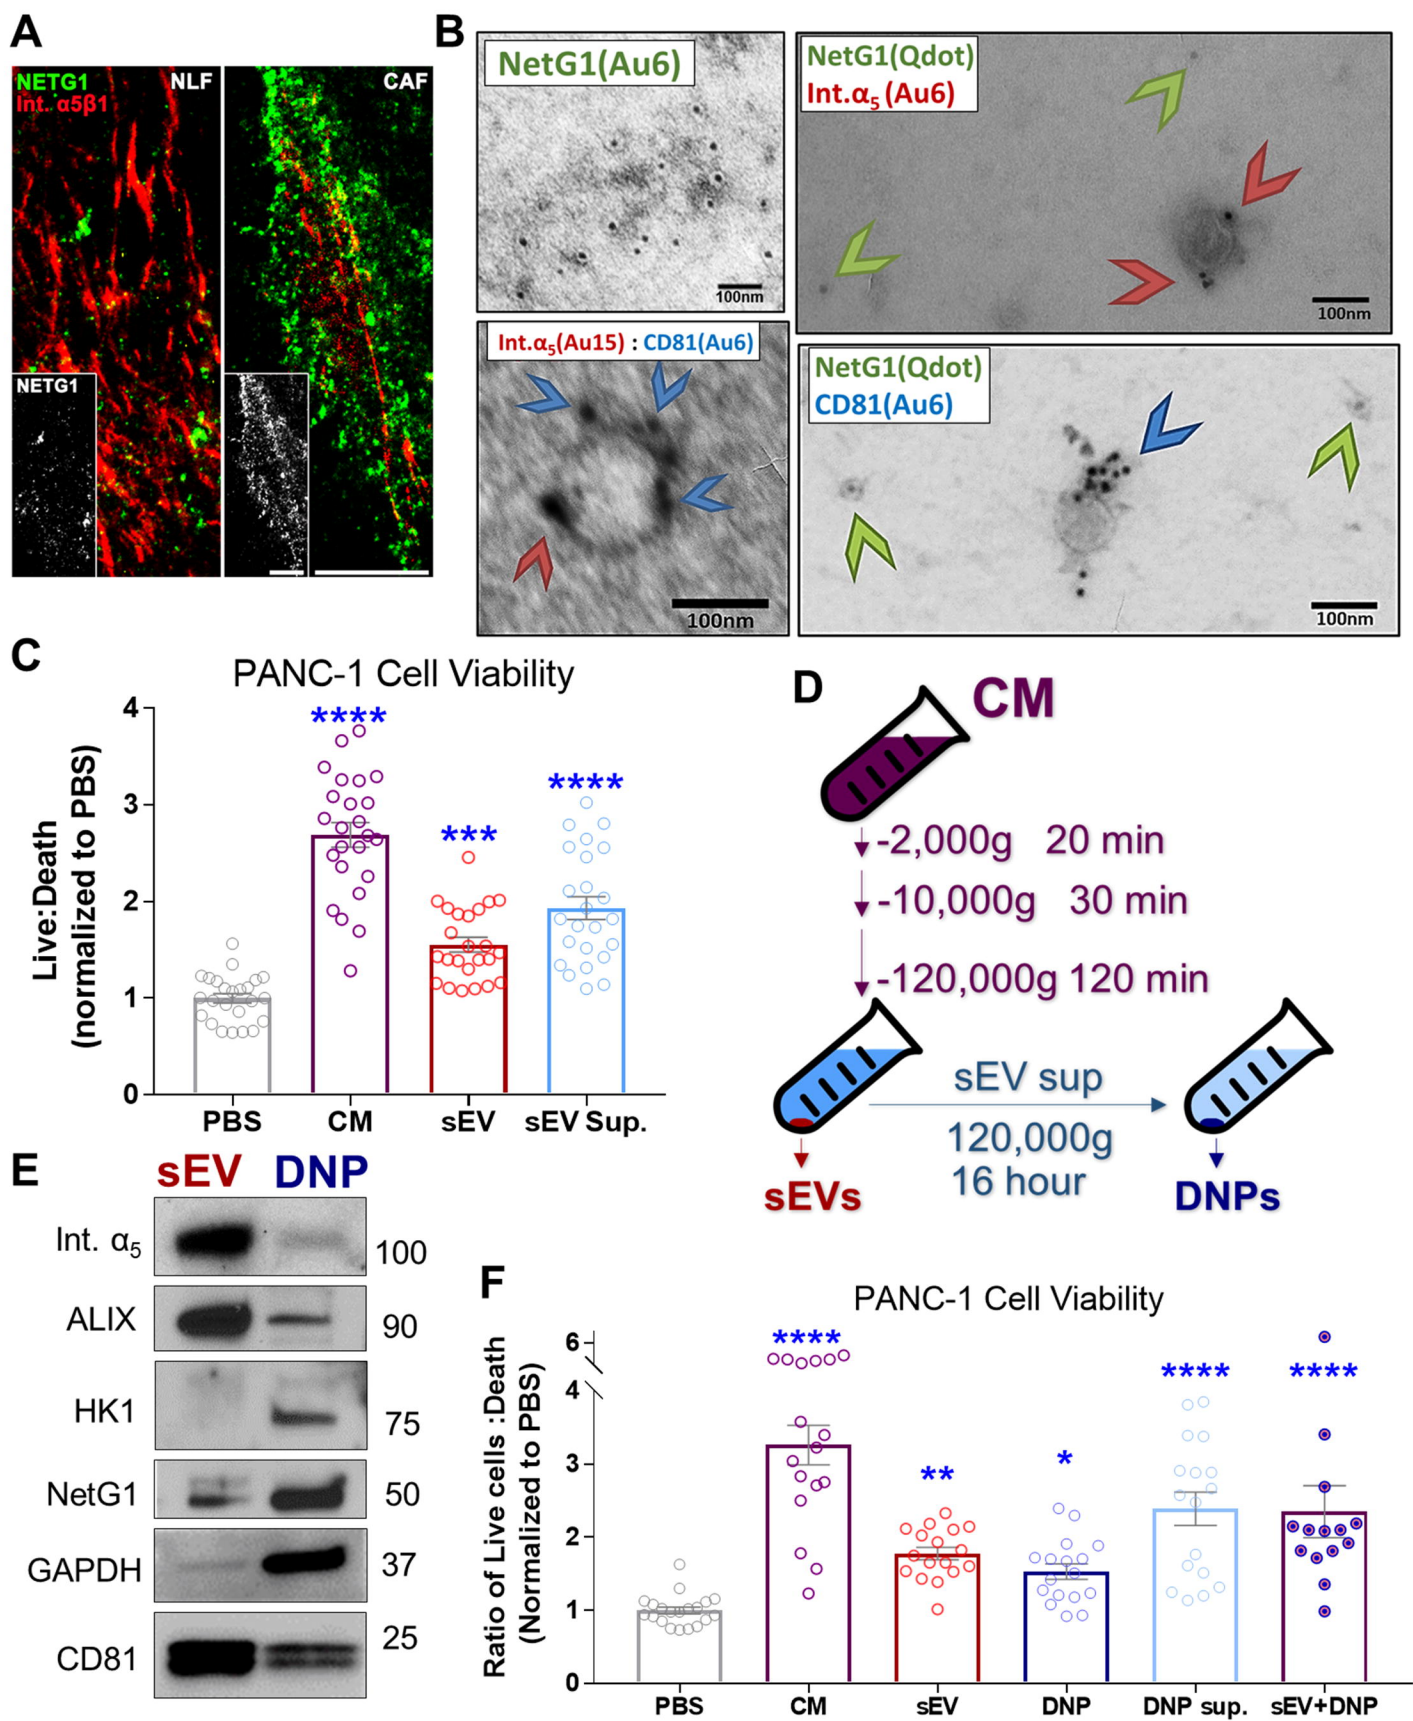 A
NETG1
NLF
Int. α5β1
CAF
NETG1
B
NetG1(Au6)
100nm
NetG1(Qdot)
Int.α5 (Au6)
100nm
Int.α5(Au15) : CD81(Au6)
100nm
NetG1(Qdot)
CD81(Au6)
100nm
C
PANC-1 Cell Viability
Live:Death
(normalized to PBS)
4
3
2
1
0
****
***
****
PBS
CM
sEV
sEV Sup.
D
CM
-2,000g 20 min
-10,000g 30 min
-120,000g 120 min
sEV sup
120,000g
16 hour
sEVs
DNPs
E
sEV DNP
Int. α5
100
ALIX
90
HK1
75
NetG1
50
GAPDH
37
CD81
25
F
PANC-1 Cell Viability
Ratio of Live cells :Death
(Normalized to PBS)
6
4
3
2
1
0
****
**
*
****
****
PBS
CM
sEV
DNP
DNP sup.
sEV+DNP